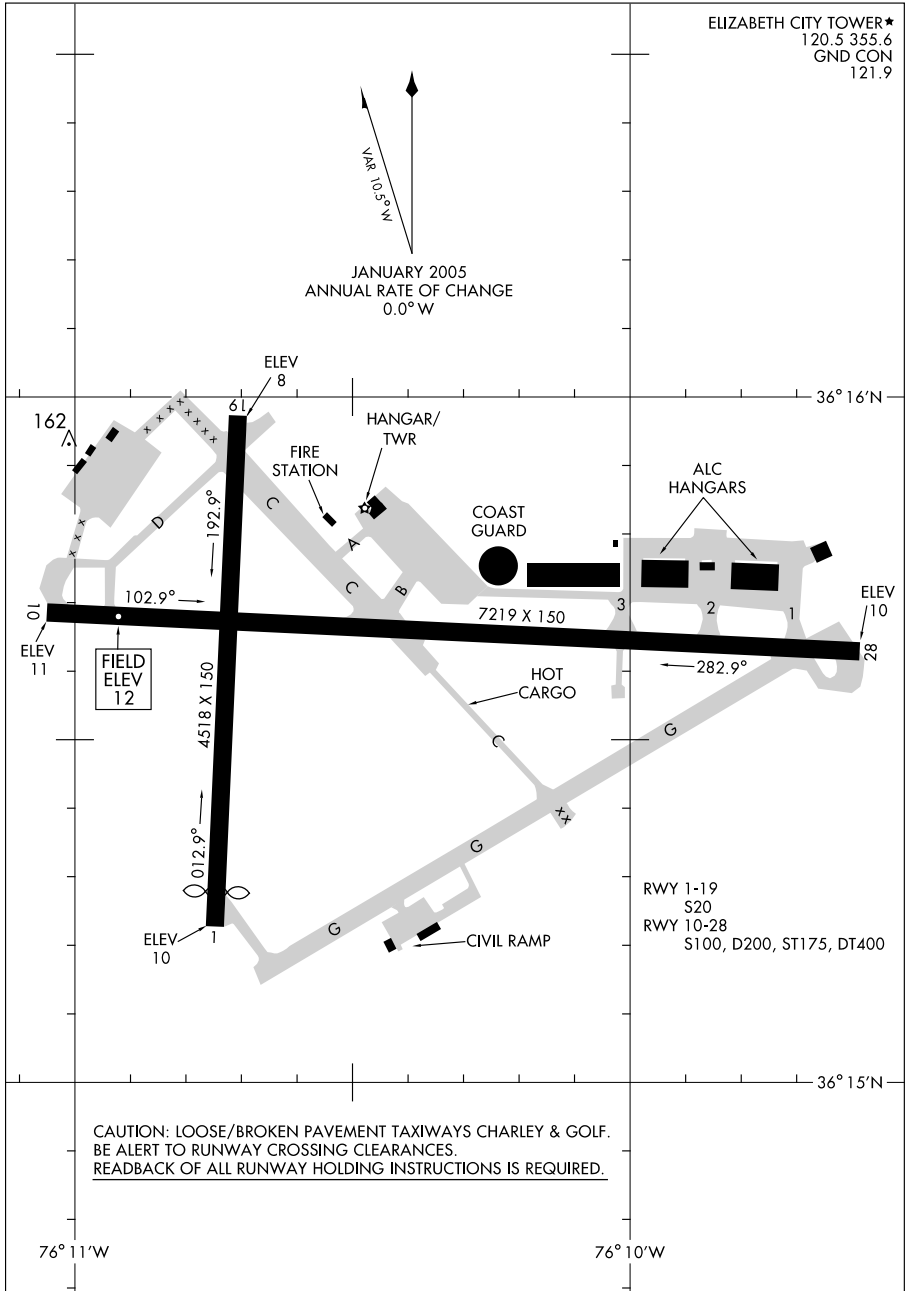 ELIZABETH CITY TOWER★
120.5 355.6
GND CON
121.9
VAR 10.5° W
JANUARY 2005
ANNUAL RATE OF CHANGE
0.0° W
ELEV
8
36° 16'N
162
19
HANGAR/
TWR
FIRE
STATION
ALC
HANGARS
C
COAST
GUARD
192.9°
D
A
C
B
102.9°
10
7219 X 150
3
2
1
ELEV
10
28
ELEV
11
FIELD
ELEV
12
282.9°
HOT
CARGO
4518 X 150
C
G
012.9°
G
RWY 1-19
S20
RWY 10-28
S100, D200, ST175, DT400
G
ELEV
10
1
CIVIL RAMP
36° 15'N
CAUTION: LOOSE/BROKEN PAVEMENT TAXIWAYS CHARLEY & GOLF.
BE ALERT TO RUNWAY CROSSING CLEARANCES.
READBACK OF ALL RUNWAY HOLDING INSTRUCTIONS IS REQUIRED.
76° 11'W
76° 10'W